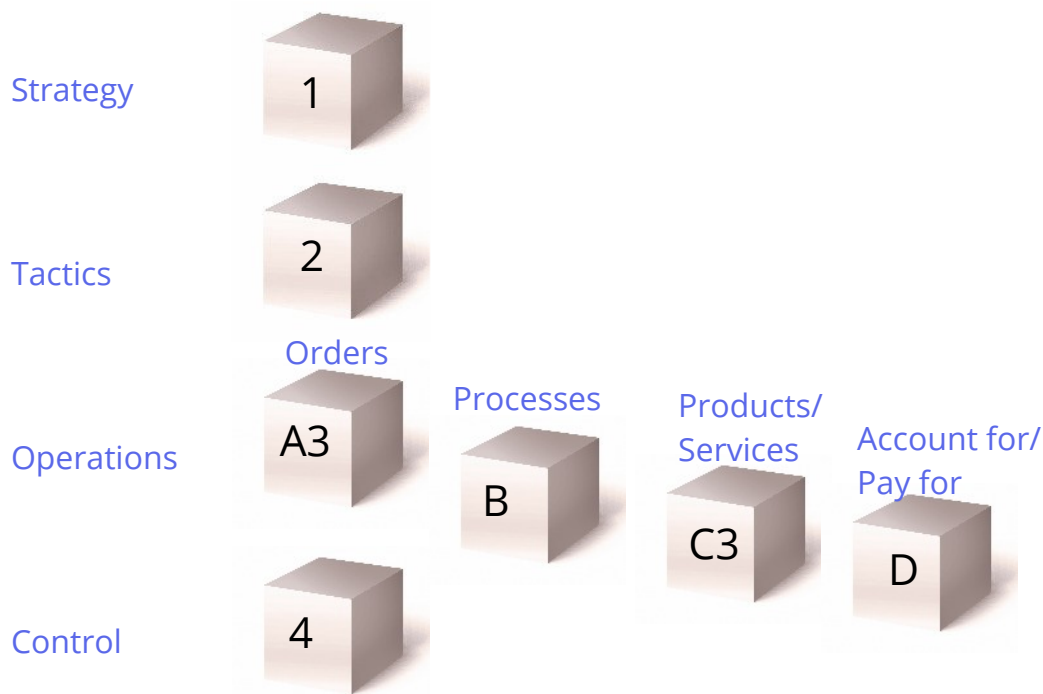 Strategy
1
Tactics
2
Orders
Operations
A3
Processes
B
Products/
Services
C3
Account for/
Pay for
D
Control
4